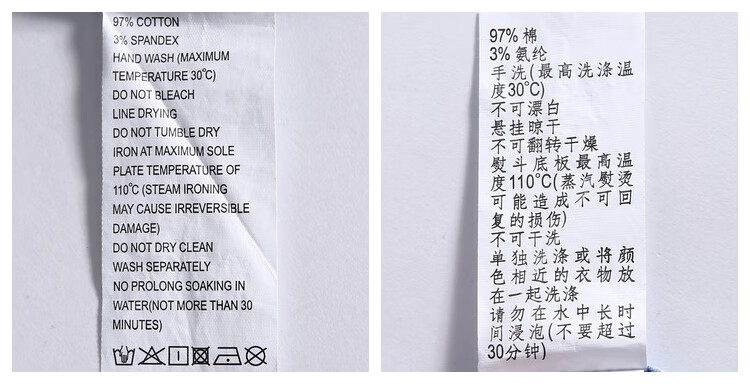 97% COTTON
3% SPANDEX
HAND WASH (MAXIMUM
TEMPERATURE 30°C)
DO NOT BLEACH
LINE DRYING
DO NOT TUMBLE DRY
IRON AT MAXIMUM SOLE
PLATE TEMPERATURE OF
110°C (STEAM IRONING
MAY CAUSE IRREVERSIBLE
DAMAGE)
DO NOT DRY CLEAN
WASH SEPARATELY
NO PROLONG SOAKING IN
WATER(NOT MORE THAN 30
MINUTES)
97% 棉
3% 氨纶
手洗(最高洗涤温
度30°C)
不可漂白
悬挂晾干
不可翻转干燥
熨斗底板最高温
度110°C(蒸汽熨烫
可能造成不可回
复的损伤)
不可干洗
单独洗涤或将颜
色相近的衣物放
在一起洗涤
请勿在水中长时
间浸泡(不要超过
30分钟)